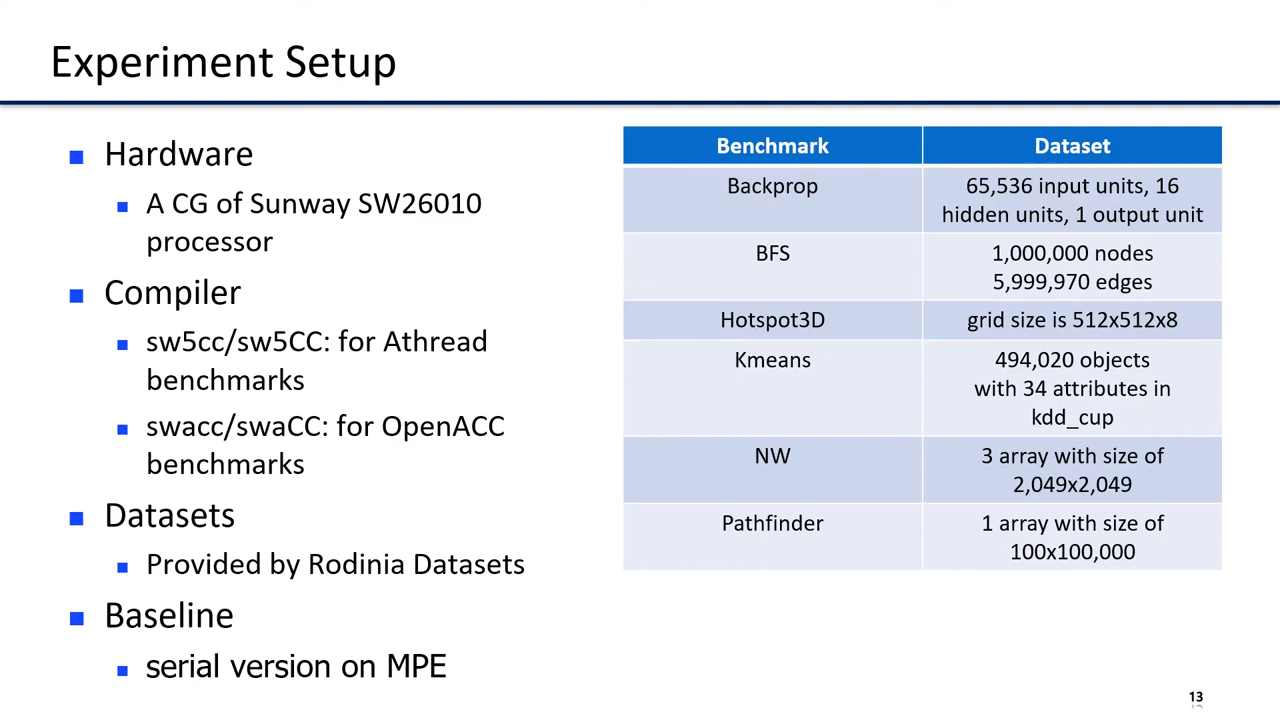 Experiment Setup
Hardware
A CG of Sunway SW26010
processor
Compiler
sw5cc/sw5CC: for Athread
benchmarks
swacc/swaCC: for OpenACC
benchmarks
Datasets
Provided by Rodinia Datasets
Baseline
serial version on MPE
Benchmark Dataset
Backprop 65,536 input units, 16
hidden units, 1 output unit
BFS 1,000,000 nodes
5,999,970 edges
Hotspot3D grid size is 512x512x8
Kmeans 494,020 objects
with 34 attributes in
kdd_cup
NW 3 array with size of
2,049x2,049
Pathfinder 1 array with size of
100x100,000
13